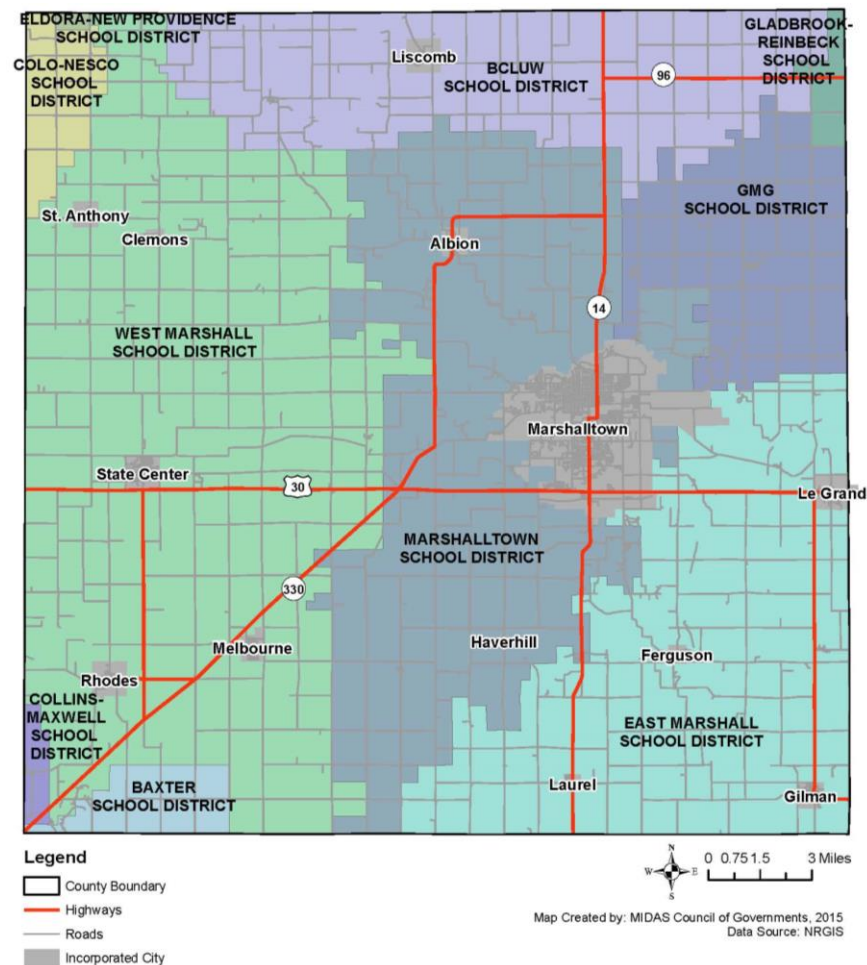 ELDORA-NEW PROVIDENCE
SCHOOL DISTRICT
COLO-NESCO
SCHOOL
DISTRICT
Liscomb
BCLUW
SCHOOL DISTRICT
96
GLADBROOK-
REINBECK
SCHOOL
DISTRICT
GMG
SCHOOL DISTRICT
St. Anthony
Clemons
Albion
14
WEST MARSHALL
SCHOOL DISTRICT
Marshalltown
State Center
30
Le Grand
MARSHALLTOWN
SCHOOL DISTRICT
330
Melbourne
Haverhill
Ferguson
Rhodes
COLLINS-
MAXWELL
SCHOOL
DISTRICT
EAST MARSHALL
SCHOOL DISTRICT
BAXTER
SCHOOL DISTRICT
Laurel
Gilman
Legend
County Boundary
Highways
Roads
Incorporated City
N
W E
S
0 0.75 1.5 3 Miles
Map Created by: MIDAS Council of Governments, 2015
Data Source: NRGIS